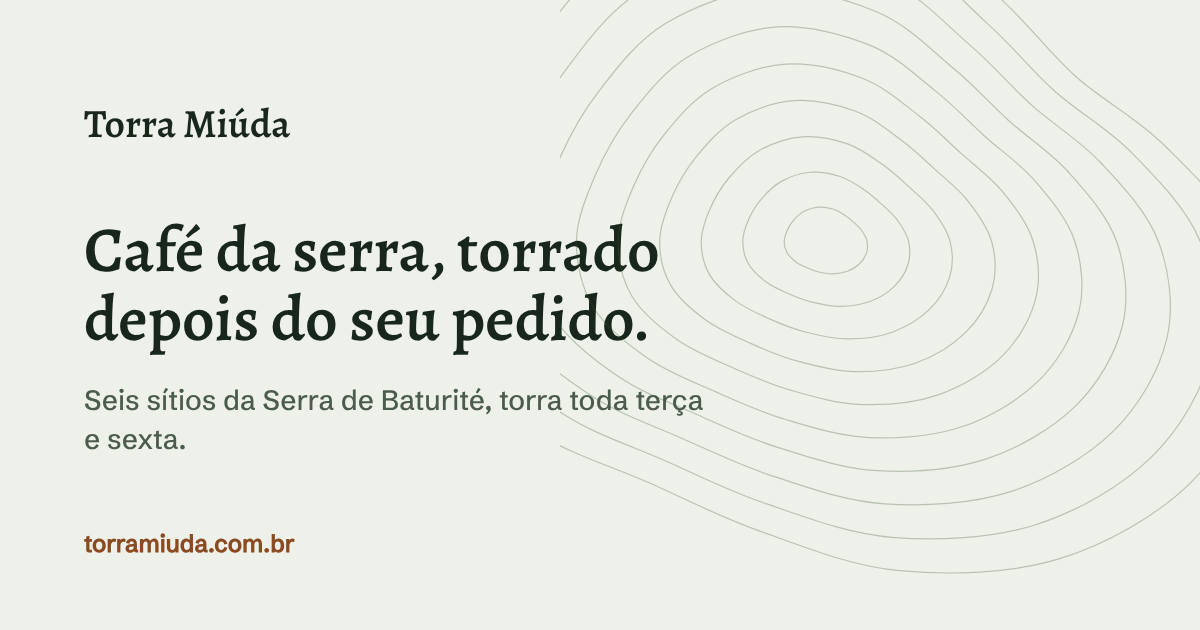 Torra Miúda
Café da serra, torrado
depois do seu pedido.
Seis sítios da Serra de Baturité, torra toda terça
e sexta.
torramiuda.com.br